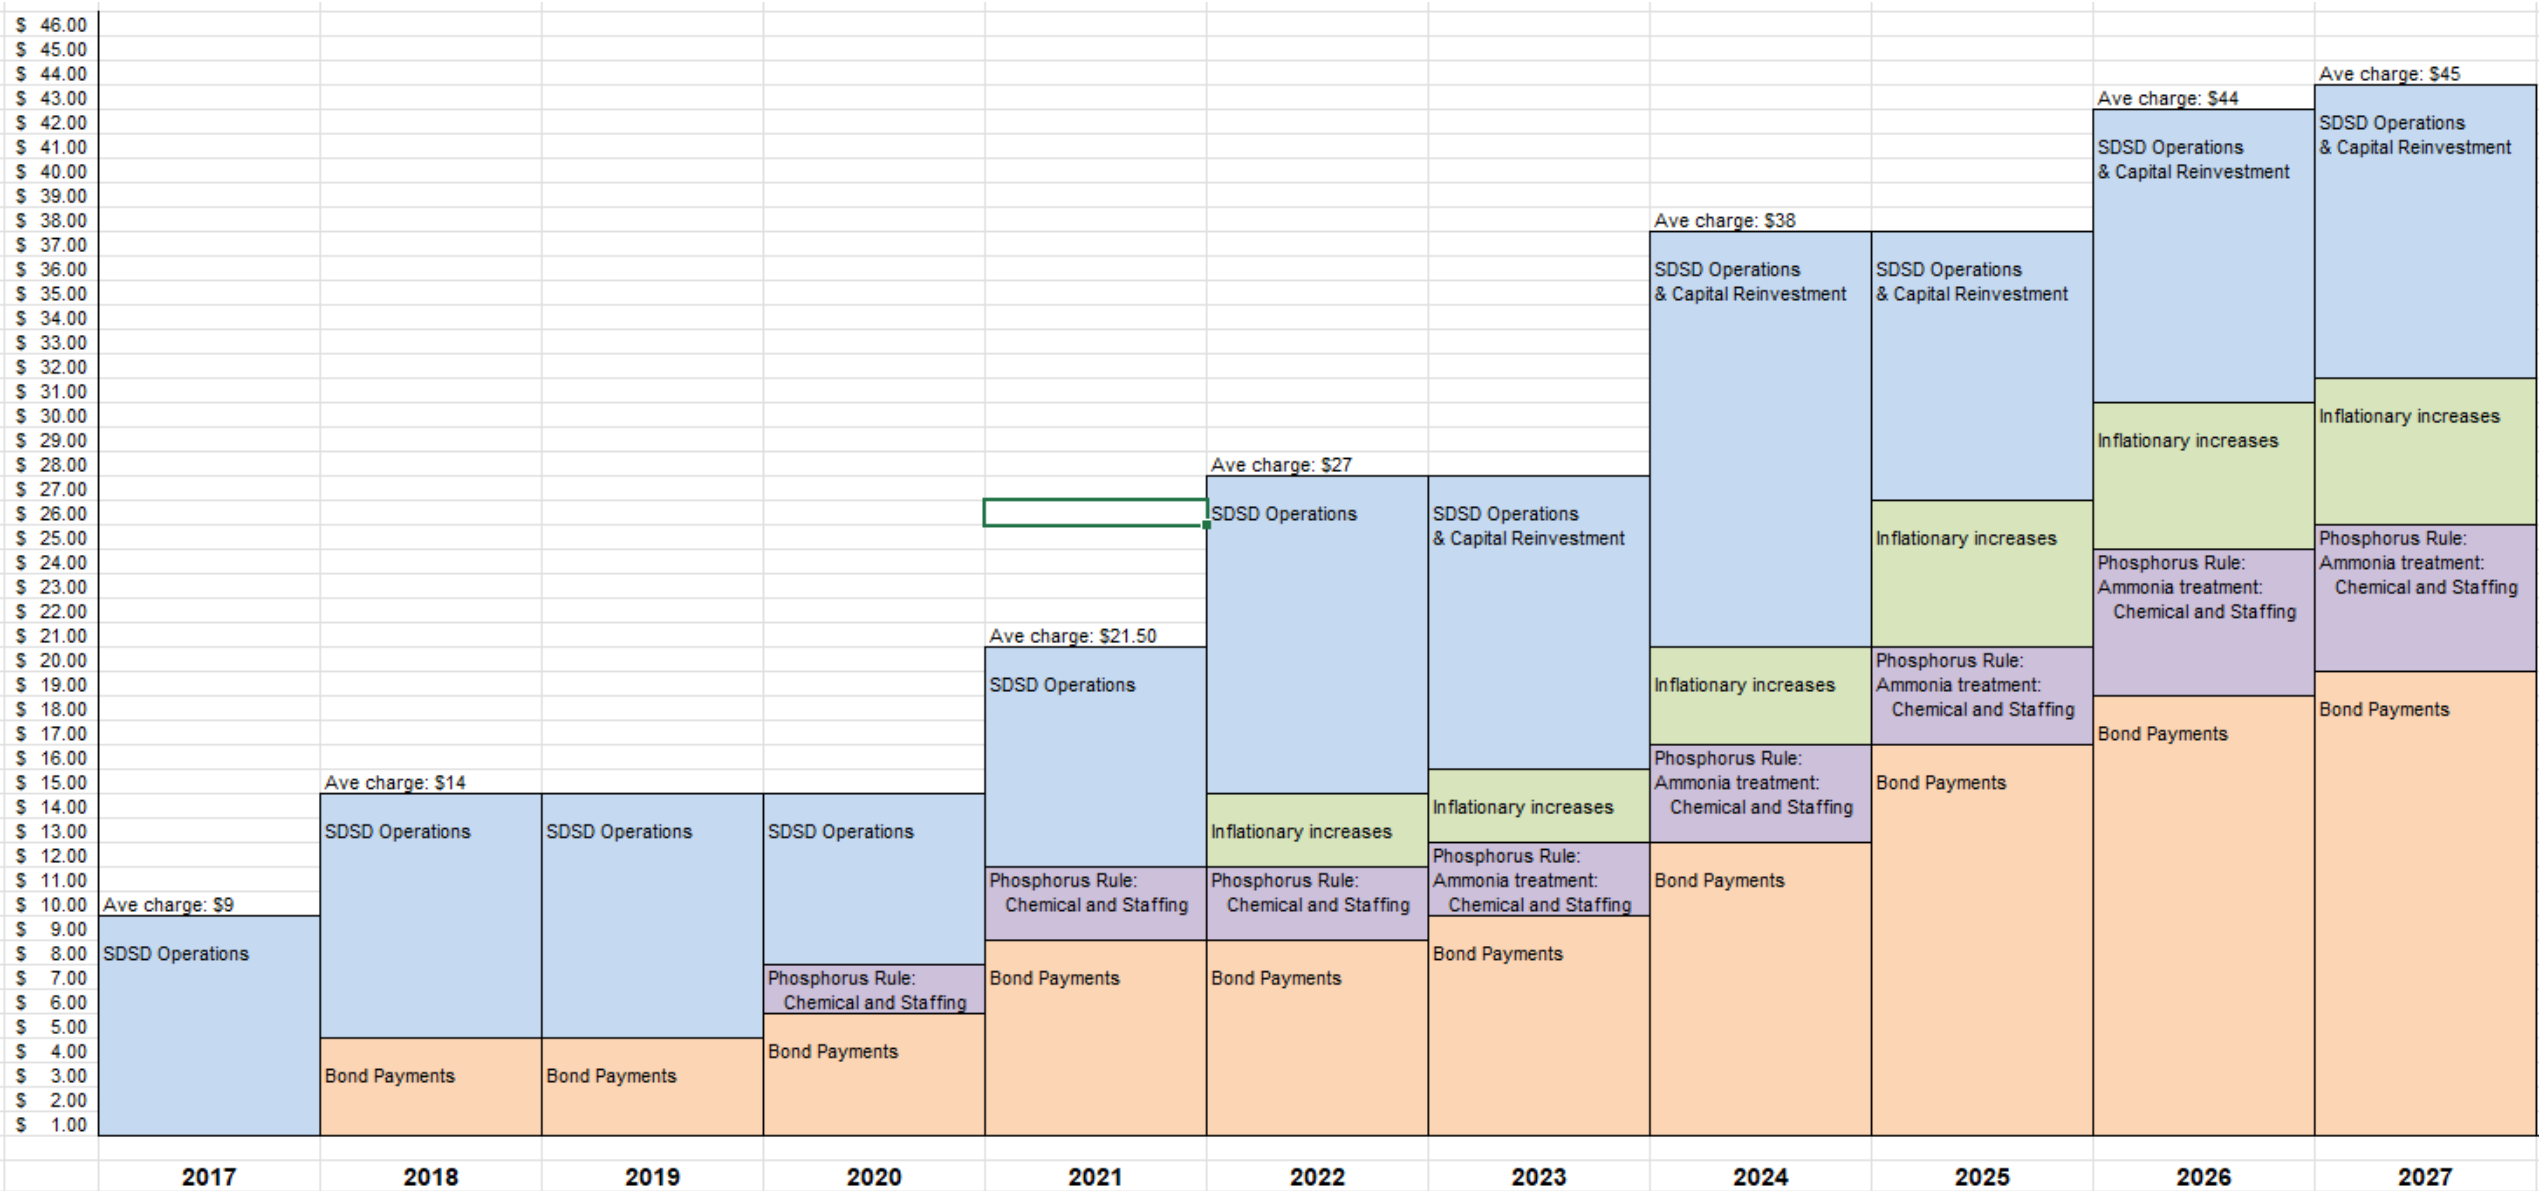 $ 46.00
$ 45.00
$ 44.00
$ 43.00
$ 42.00
$ 41.00
$ 40.00
$ 39.00
$ 38.00
$ 37.00
$ 36.00
$ 35.00
$ 34.00
$ 33.00
$ 32.00
$ 31.00
$ 30.00
$ 29.00
$ 28.00
$ 27.00
$ 26.00
$ 25.00
$ 24.00
$ 23.00
$ 22.00
$ 21.00
$ 20.00
$ 19.00
$ 18.00
$ 17.00
$ 16.00
$ 15.00
$ 14.00
$ 13.00
$ 12.00
$ 11.00
$ 10.00
$ 9.00
$ 8.00
$ 7.00
$ 6.00
$ 5.00
$ 4.00
$ 3.00
$ 2.00
$ 1.00
Ave charge: $9
SDSD Operations
2017
Ave charge: $14
SDSD Operations
Bond Payments
2018
SDSD Operations
Bond Payments
2019
SDSD Operations
Phosphorus Rule:
Chemical and Staffing
Bond Payments
2020
Ave charge: $21.50
SDSD Operations
Phosphorus Rule:
Chemical and Staffing
Bond Payments
2021
Ave charge: $27
SDSD Operations
Inflationary increases
Phosphorus Rule:
Chemical and Staffing
Bond Payments
2022
SDSD Operations
& Capital Reinvestment
Inflationary increases
Phosphorus Rule:
Ammonia treatment:
Chemical and Staffing
Bond Payments
2023
Ave charge: $38
SDSD Operations
& Capital Reinvestment
Inflationary increases
Phosphorus Rule:
Ammonia treatment:
Chemical and Staffing
Bond Payments
2024
SDSD Operations
& Capital Reinvestment
Inflationary increases
Phosphorus Rule:
Ammonia treatment:
Chemical and Staffing
Bond Payments
2025
Ave charge: $44
SDSD Operations
& Capital Reinvestment
Inflationary increases
Phosphorus Rule:
Ammonia treatment:
Chemical and Staffing
Bond Payments
2026
Ave charge: $45
SDSD Operations
& Capital Reinvestment
Inflationary increases
Phosphorus Rule:
Ammonia treatment:
Chemical and Staffing
Bond Payments
2027